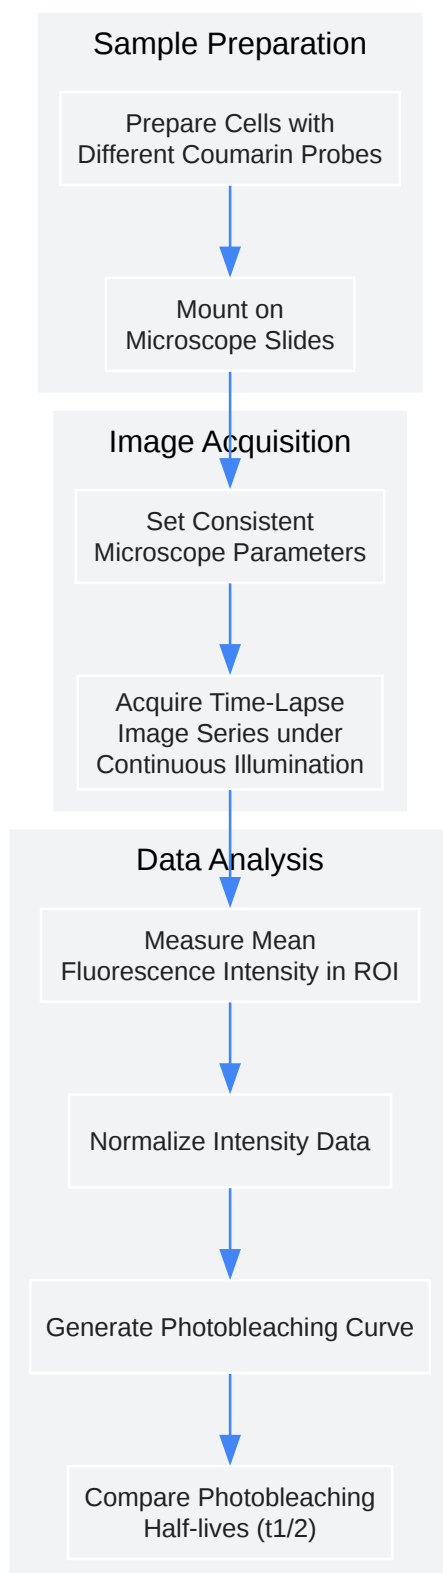 Sample Preparation
Prepare Cells with
Different Coumarin Probes
Mount on
Microscope Slides
Image Acquisition
Set Consistent
Microscope Parameters
Acquire Time-Lapse
Image Series under
Continuous Illumination
Data Analysis
Measure Mean
Fluorescence Intensity in ROI
Normalize Intensity Data
Generate Photobleaching Curve
Compare Photobleaching
Half-lives (t1/2)